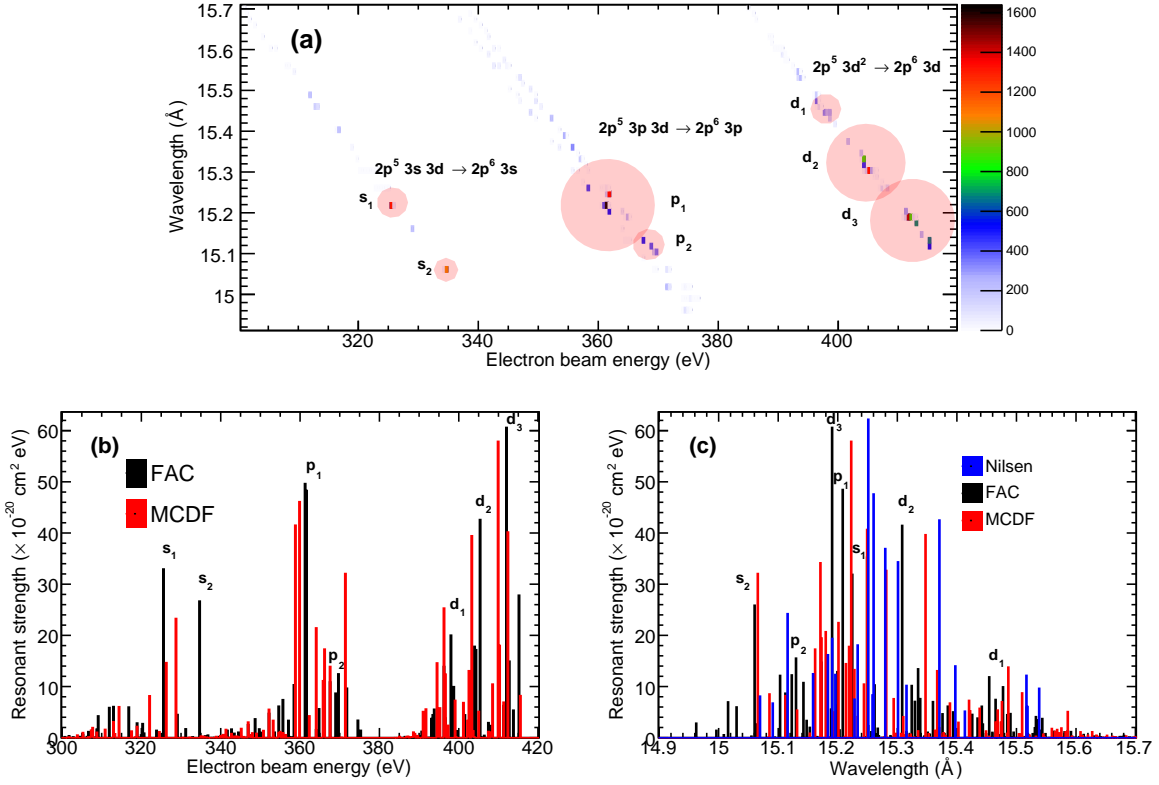 (a)
15.7
15.6
15.5
15.4
15.3
15.2
15.1
15
Wavelength (Å)
320
340
360
380
400
Electron beam energy (eV)
2p⁵ 3s 3d → 2p⁶ 3s
2p⁵ 3p 3d → 2p⁶ 3p
2p⁵ 3d² → 2p⁶ 3d
s₁
s₂
p₁
p₂
d₁
d₂
d₃
1600
1400
1200
1000
800
600
400
200
0
(b)
60
50
40
30
20
10
0
Resonant strength (× 10⁻²⁰ cm² eV)
300
320
340
360
380
400
420
Electron beam energy (eV)
FAC
MCDF
s₁
s₂
p₁
p₂
d₁
d₂
d₃
(c)
60
50
40
30
20
10
0
Resonant strength (× 10⁻²⁰ cm² eV)
14.9
15
15.1
15.2
15.3
15.4
15.5
15.6
15.7
Wavelength (Å)
Nilsen
FAC
MCDF
s₂
p₂
d₃
p₁
s₁
d₂
d₁